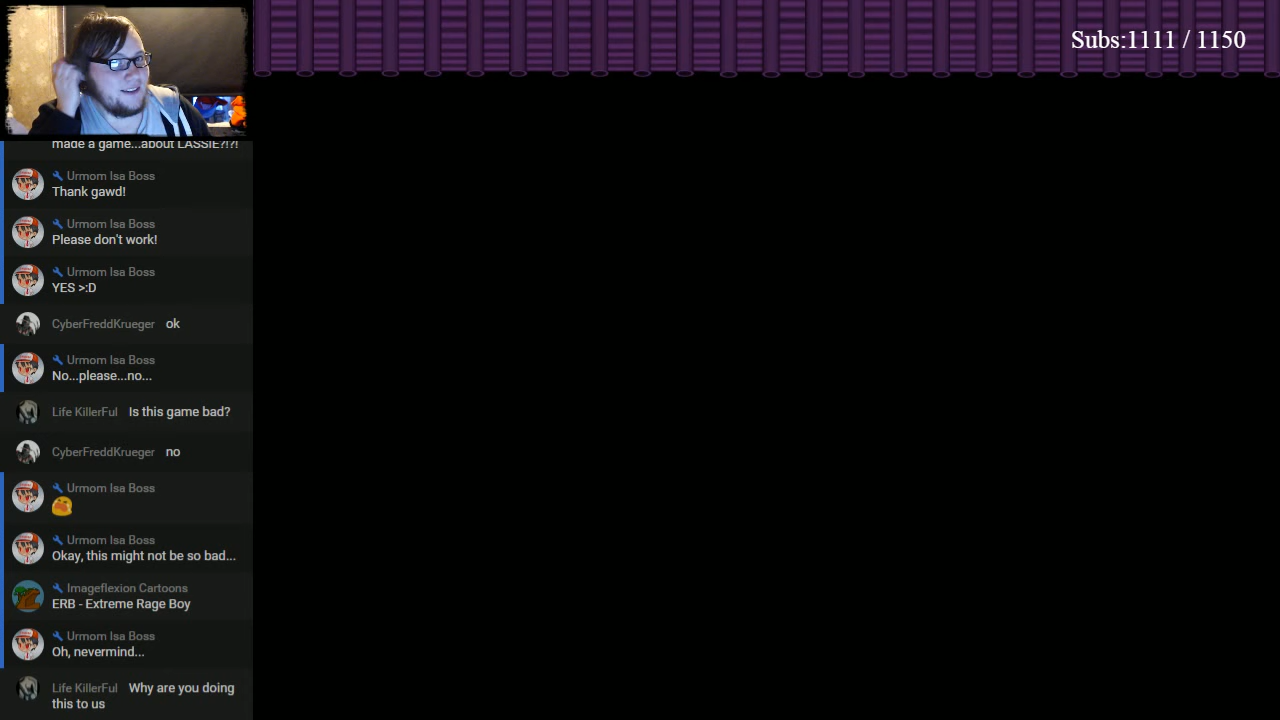 Subs:1111 / 1150
made a game...about LASSIE?!?!
Urmom Isa Boss
Thank gawd!
Urmom Isa Boss
Please don't work!
Urmom Isa Boss
YES >:D
CyberFreddKrueger ok
Urmom Isa Boss
No...please...no...
Life KillerFul Is this game bad?
CyberFreddKrueger no
Urmom Isa Boss
Urmom Isa Boss
Okay, this might not be so bad...
Imageflexion Cartoons
ERB - Extreme Rage Boy
Urmom Isa Boss
Oh, nevermind...
Life KillerFul Why are you doing
this to us